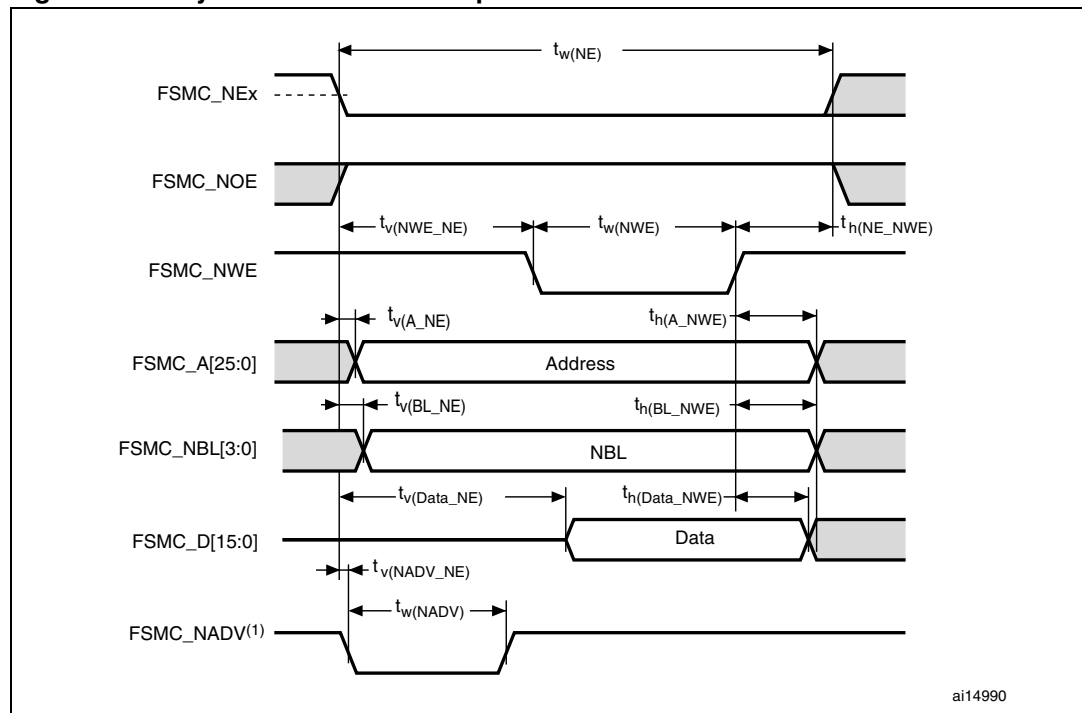 tw(NE)
FSMC_NEx
FSMC_NOE
tv(NWE_NE) tw(NWE) th(NE_NWE)
FSMC_NWE
tv(A_NE) th(A_NWE)
FSMC_A[25:0] Address
tv(BL_NE) th(BL_NWE)
FSMC_NBL[3:0] NBL
tv(Data_NE) th(Data_NWE)
FSMC_D[15:0] Data
tv(NADV_NE)
tw(NADV)
FSMC_NADV(1)
ai14990